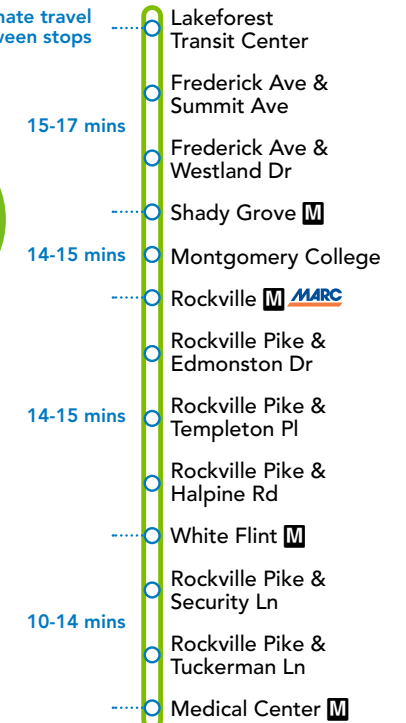 travel
stops
Lakeforest
Transit Center
Frederick Ave &
Summit Ave
15-17 mins
Frederick Ave &
Westland Dr
Shady Grove M
14-15 mins
Montgomery College
Rockville M MARC
Rockville Pike &
Edmonston Dr
14-15 mins
Rockville Pike &
Templeton Pl
Rockville Pike &
Halpine Rd
White Flint M
Rockville Pike &
Security Ln
10-14 mins
Rockville Pike &
Tuckerman Ln
Medical Center M